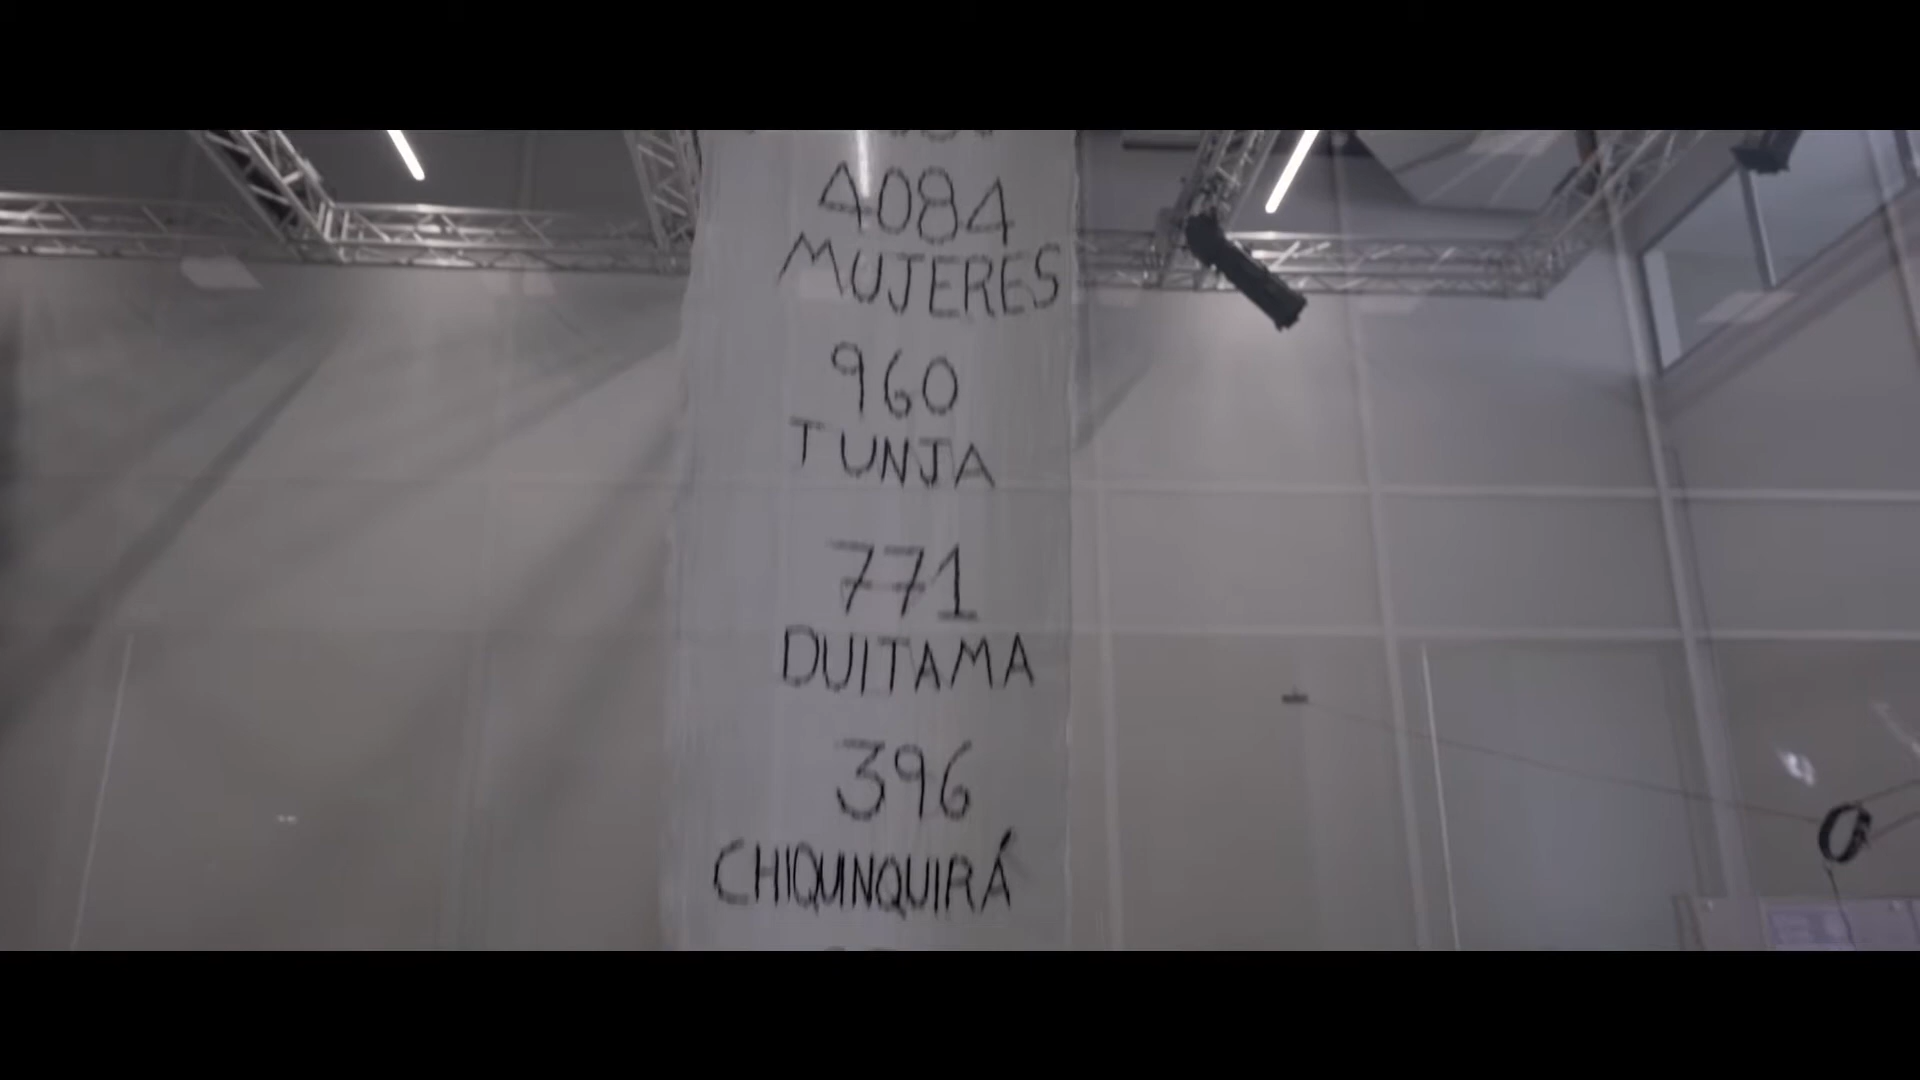 4084
MUJERES
960
TUNJA
771
DUITAMA
396
CHIQUINQUIRÁ